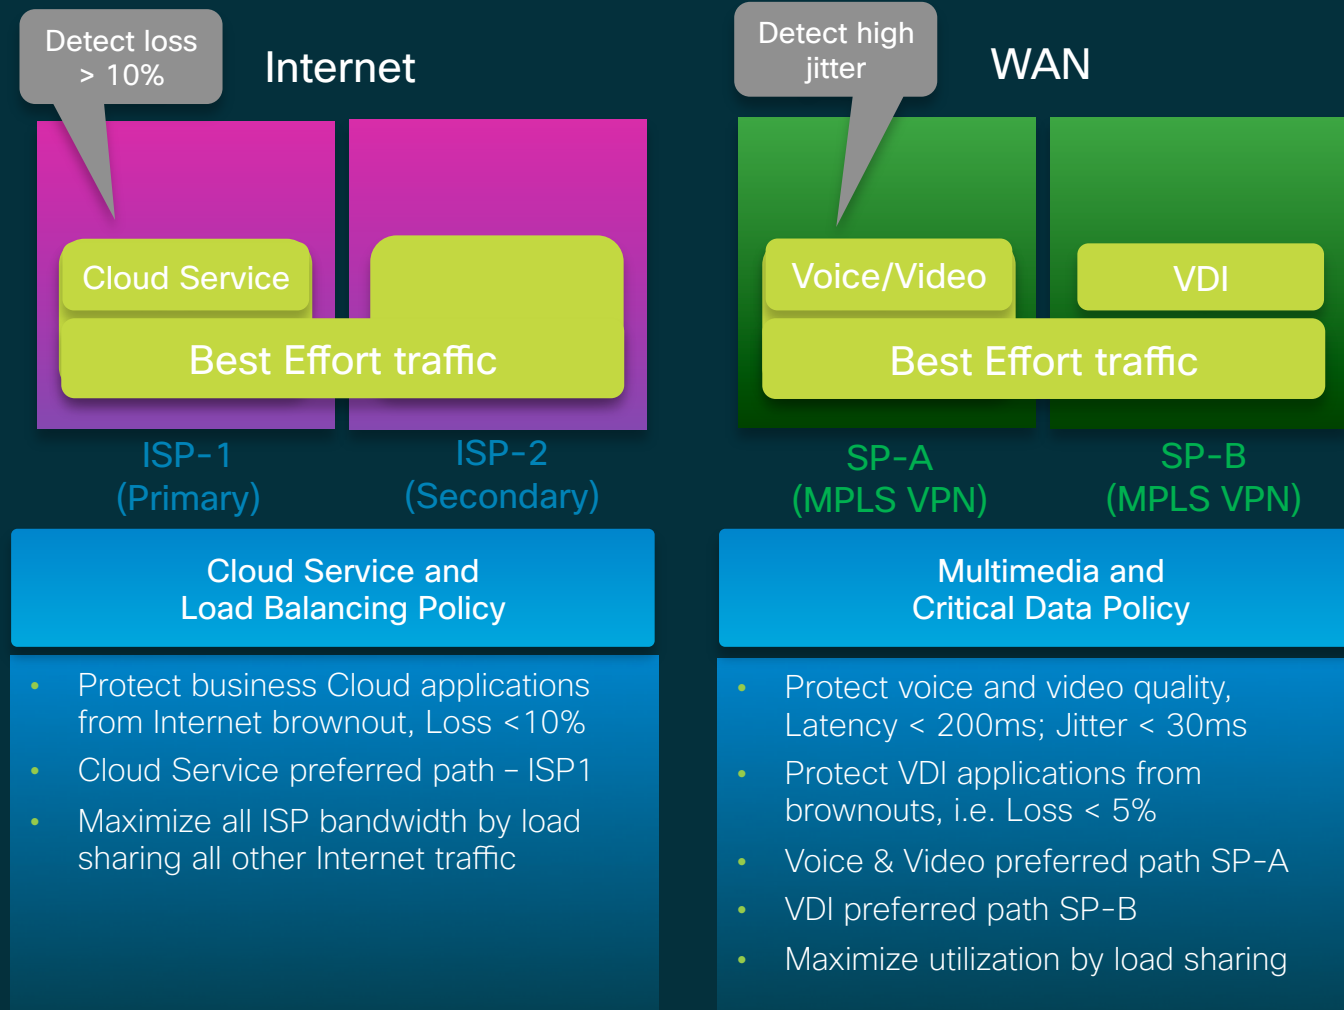 Detect loss
> 10%
Internet
Cloud Service
Best Effort traffic
ISP-1
(Primary)
ISP-2
(Secondary)
Cloud Service and
Load Balancing Policy
• Protect business Cloud applications
from Internet brownout, Loss <10%
• Cloud Service preferred path – ISP1
• Maximize all ISP bandwidth by load
sharing all other Internet traffic
Detect high
jitter
WAN
Voice/Video
VDI
Best Effort traffic
SP-A
(MPLS VPN)
SP-B
(MPLS VPN)
Multimedia and
Critical Data Policy
• Protect voice and video quality,
Latency < 200ms; Jitter < 30ms
• Protect VDI applications from
brownouts, i.e. Loss < 5%
• Voice & Video preferred path SP-A
• VDI preferred path SP-B
• Maximize utilization by load sharing